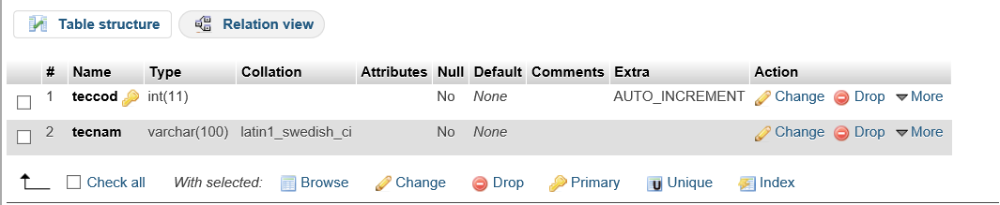 Table structure Relation view
# Name Type Collation Attributes Null Default Comments Extra Action
1 teccod int(11) No None AUTO_INCREMENT Change Drop More
2 tecnam varchar(100) latin1_swedish_ci No None Change Drop More
Check all With selected: Browse Change Drop Primary Unique Index